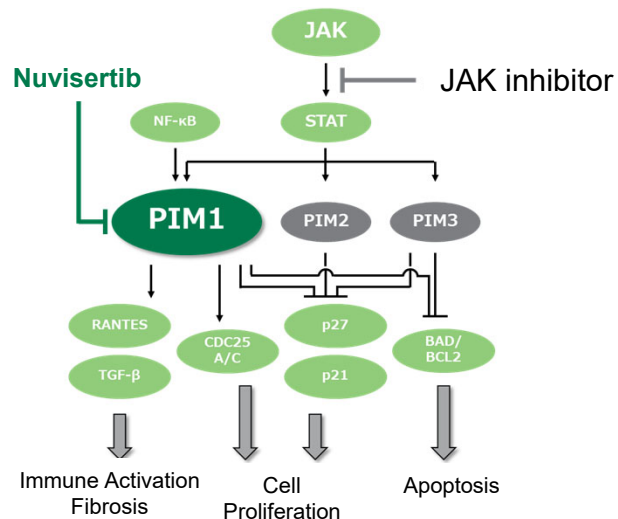 JAK
Nuvisertib
JAK inhibitor
NF-κB
STAT
PIM1
PIM2
PIM3
RANTES
CDC25
A/C
p27
BAD/
BCL2
TGF-β
p21
Immune Activation
Fibrosis
Cell
Proliferation
Apoptosis